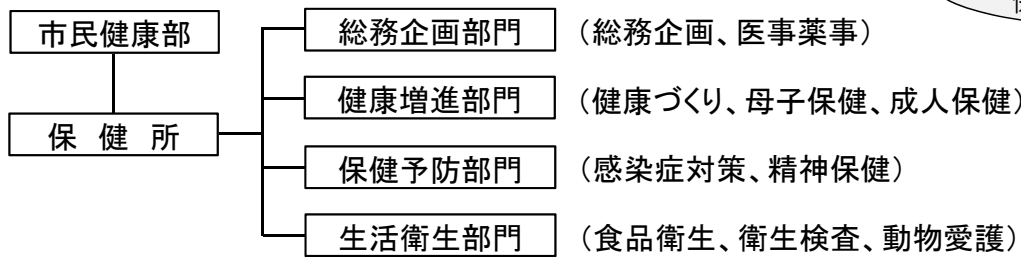 市民健康部
保健所
総務企画部門 (総務企画、医事薬事)
健康増進部門 (健康づくり、母子保健、成人保健)
保健予防部門 (感染症対策、精神保健)
生活衛生部門 (食品衛生、衛生検査、動物愛護)